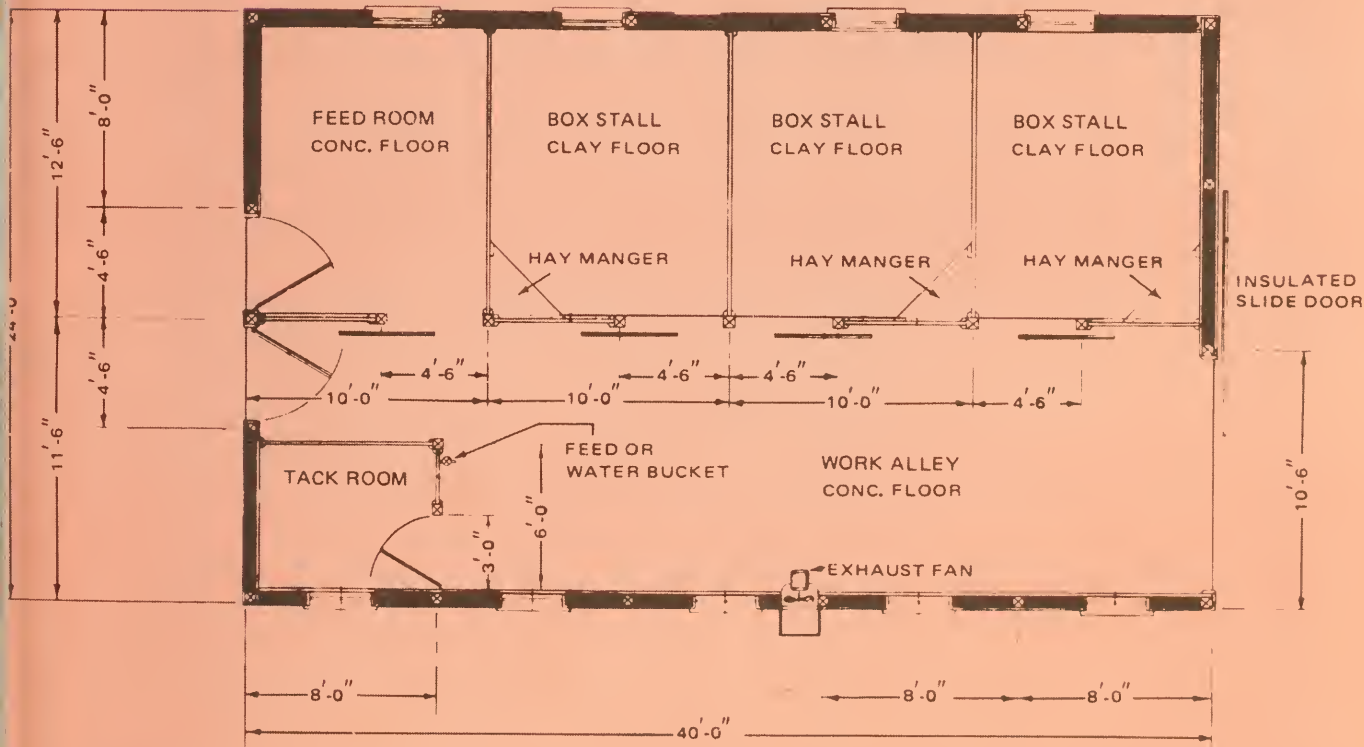 FEED ROOM
CONC. FLOOR
BOX STALL
CLAY FLOOR
BOX STALL
CLAY FLOOR
BOX STALL
CLAY FLOOR
8'-0"
12'-6"
4'-6"
HAY MANGER
HAY MANGER
HAY MANGER
INSULATED
SLIDE DOOR
24'-0
4'-6"
11'-6"
4'-6"
4'-6"
4'-6"
10'-0"
10'-0"
10'-0"
4'-6"
TACK ROOM
FEED OR
WATER BUCKET
WORK ALLEY
CONC. FLOOR
6'-0"
3'-0"
10'-6"
EXHAUST FAN
8'-0"
8'-0"
8'-0"
40'-0"